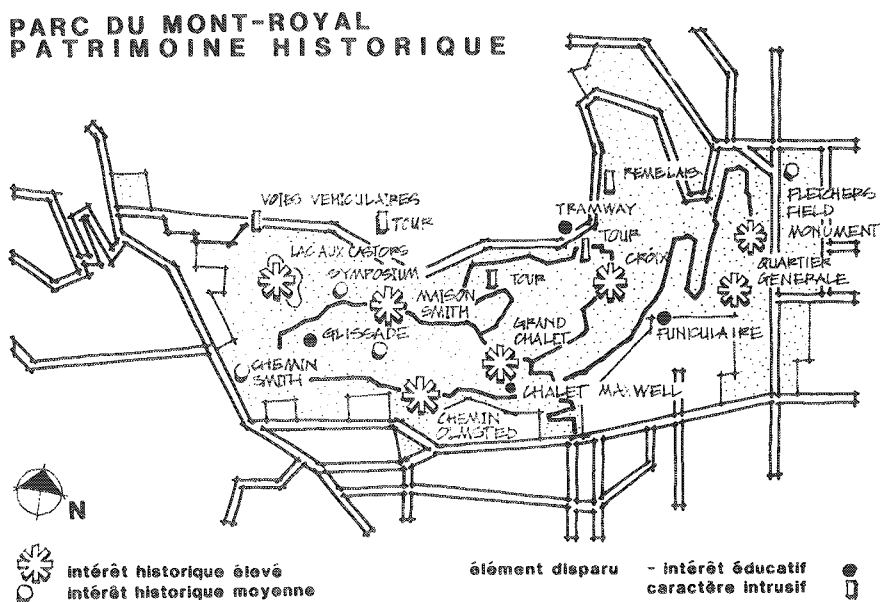 PARC DU MONT-ROYAL
PATRIMOINE HISTORIQUE
REMBLAIS
VOIES VEHICULAIRES
TOUR
TRAMWAY
FLETCHERS
FIELD
MONUMENT
LAC AUX CASTORS
SYMPOSIUM
TOUR
CROIX
QUARTIER
GENERALE
TOUR
MAISON
SMITH
GLISSADE
GRAND
CHALET
FUNICULAIRE
CHEMIN
SMITH
CHALET MAXWELL
CHEMIN
OLMSTED
N
intérêt historique élevé
intérêt historique moyenne
élément disparu - intérêt éducatif
caractère intrusif